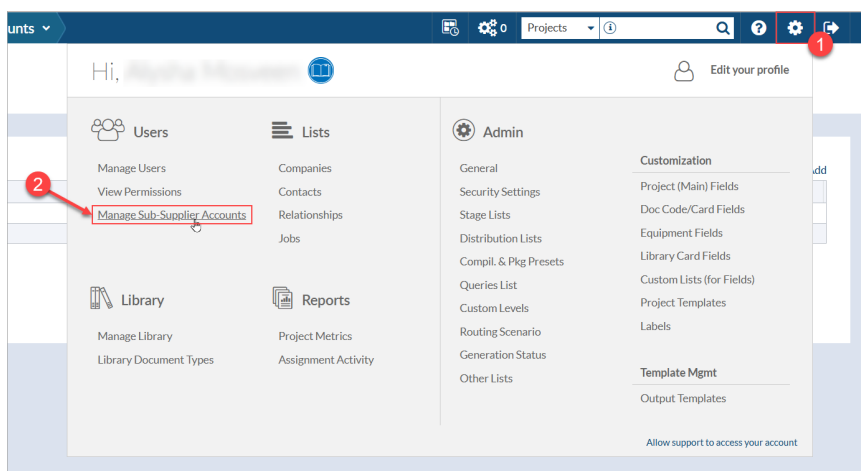 unts
0
Projects
1
Hi,
Edit your profile
Users
Manage Users
View Permissions
2
Manage Sub-Supplier Accounts
Lists
Companies
Contacts
Relationships
Jobs
Library
Manage Library
Library Document Types
Reports
Project Metrics
Assignment Activity
Admin
General
Security Settings
Stage Lists
Distribution Lists
Compil. & Pkg Presets
Queries List
Custom Levels
Routing Scenario
Generation Status
Other Lists
Customization
Project (Main) Fields
Doc Code/Card Fields
Equipment Fields
Library Card Fields
Custom Lists (for Fields)
Project Templates
Labels
Template Mgmt
Output Templates
Allow support to access your account
dd